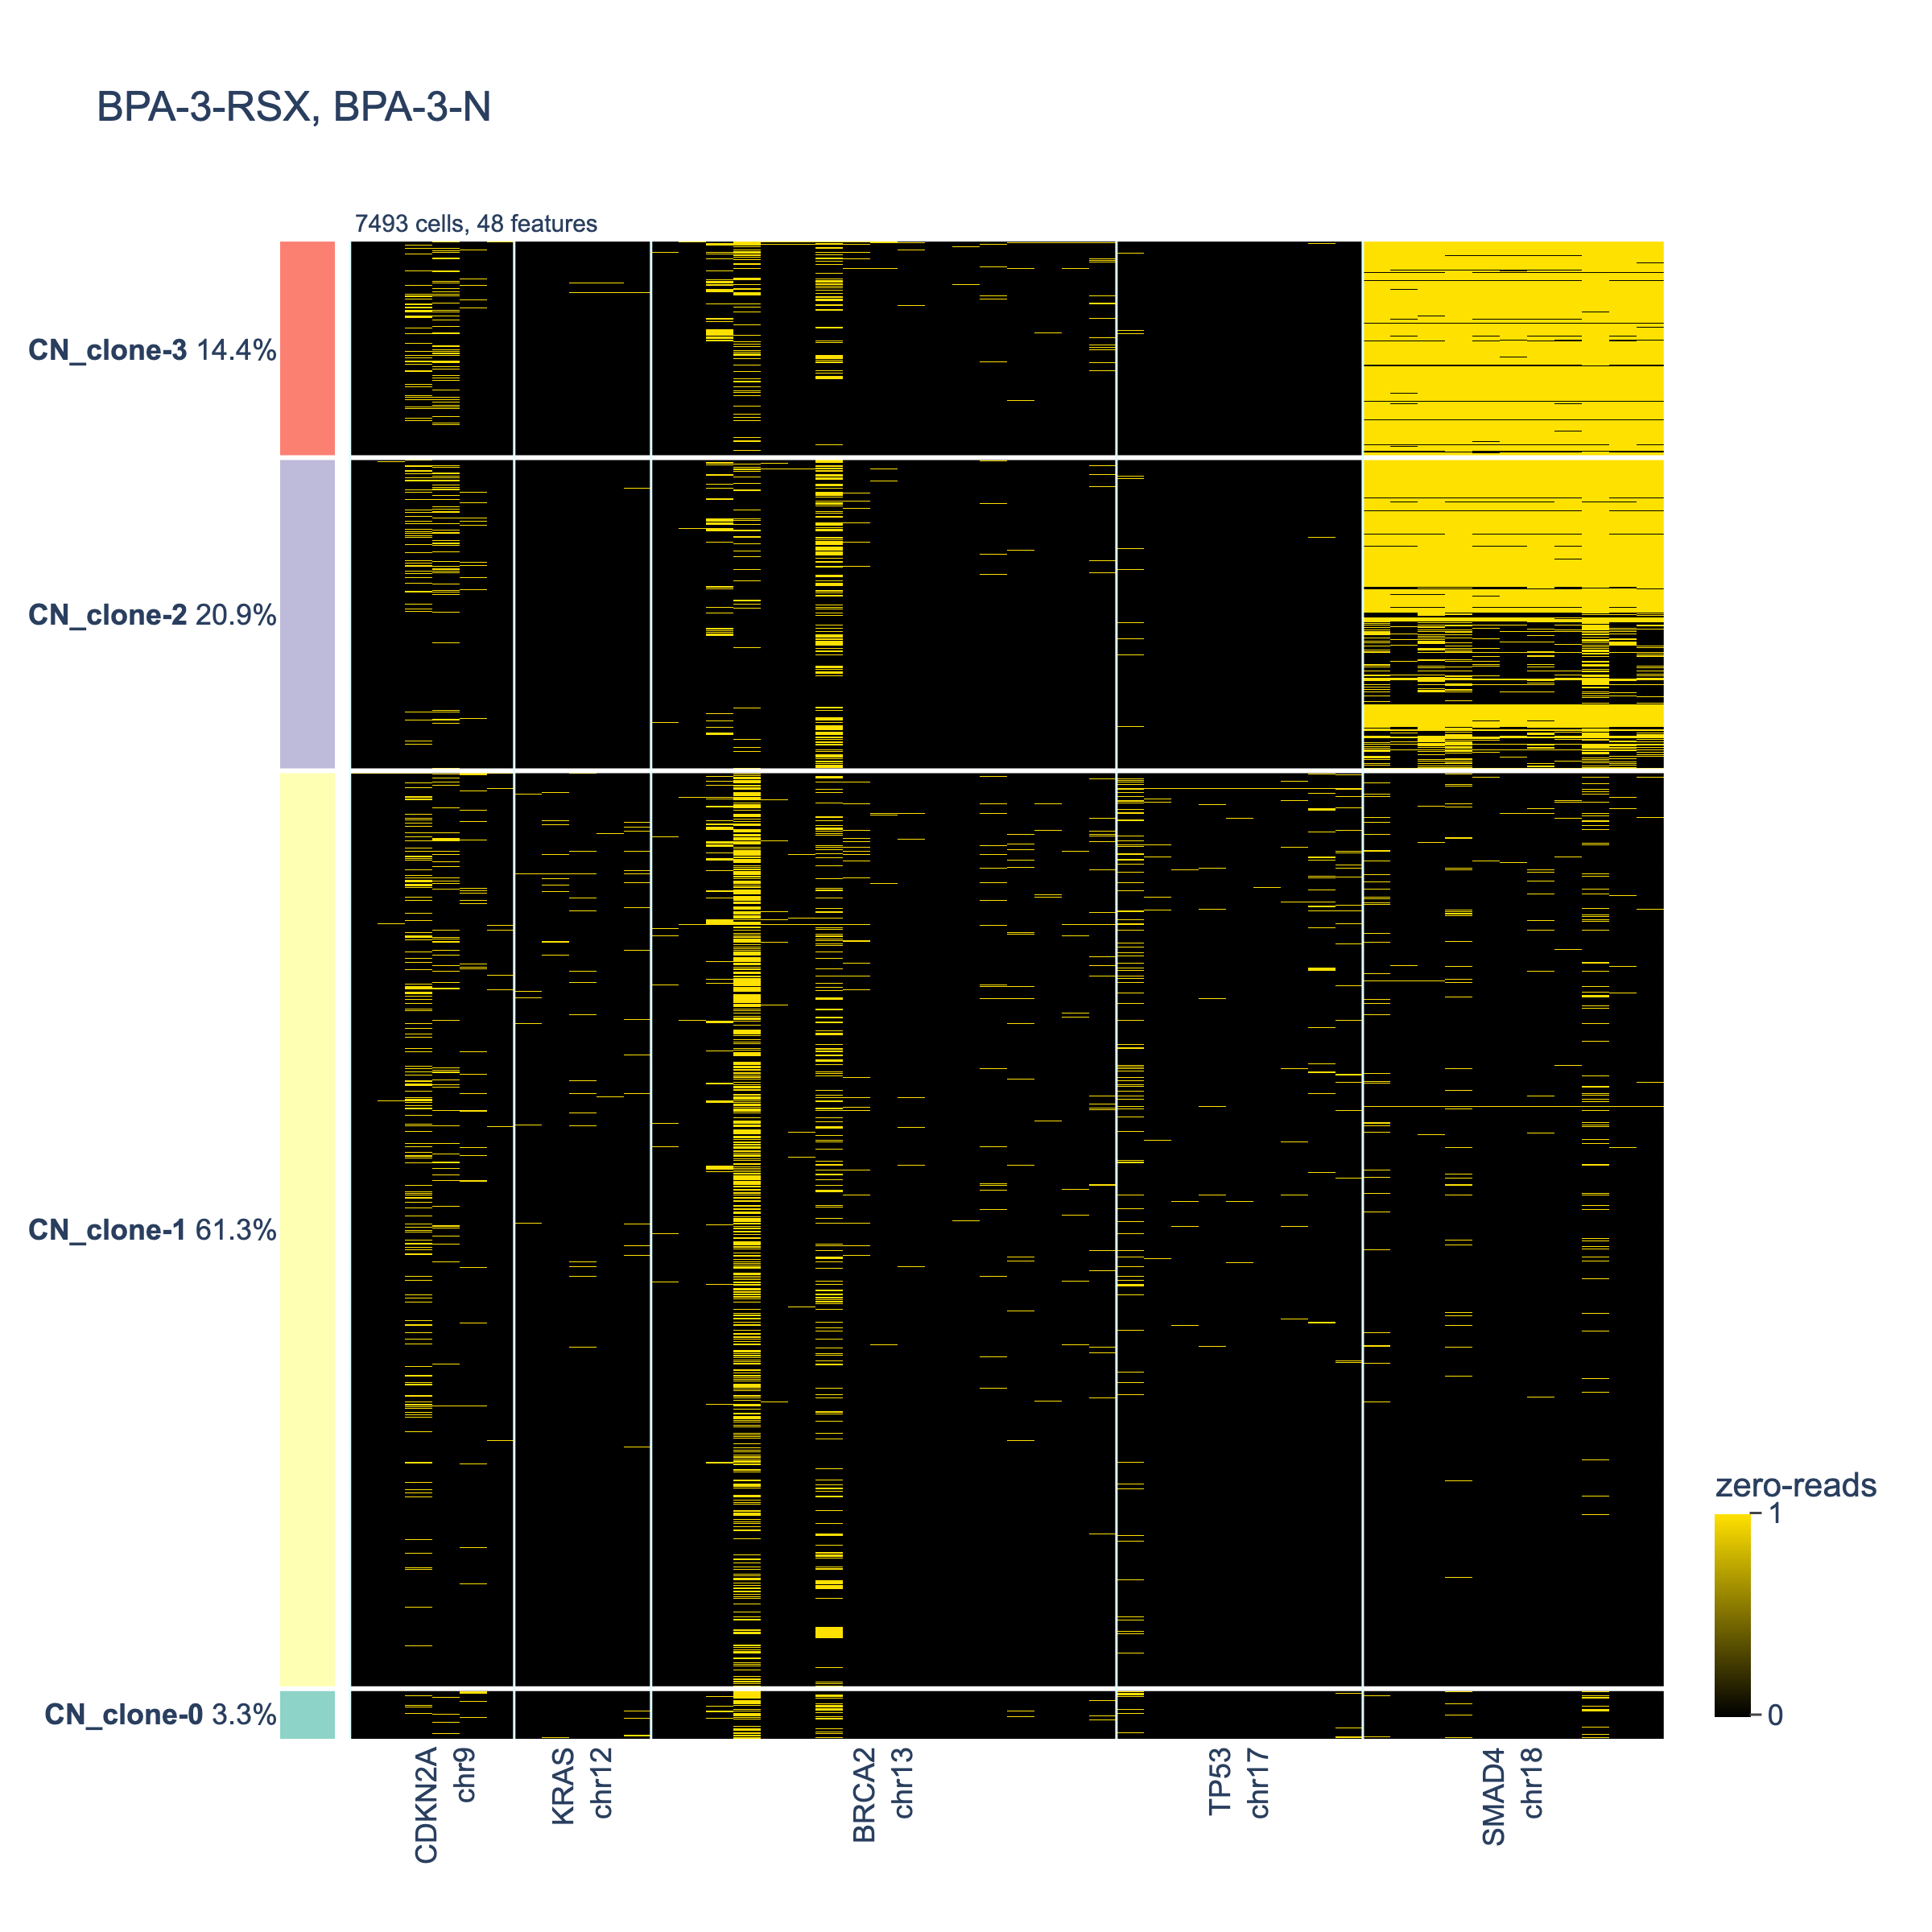 BPA-3-RSX, BPA-3-N
7493 cells, 48 features
CN_clone-3 14.4%
CN_clone-2 20.9%
CN_clone-1 61.3%
CN_clone-0 3.3%
zero-reads
1
0
CDKN2A
chr9
KRAS
chr12
BRCA2
chr13
TP53
chr17
SMAD4
chr18